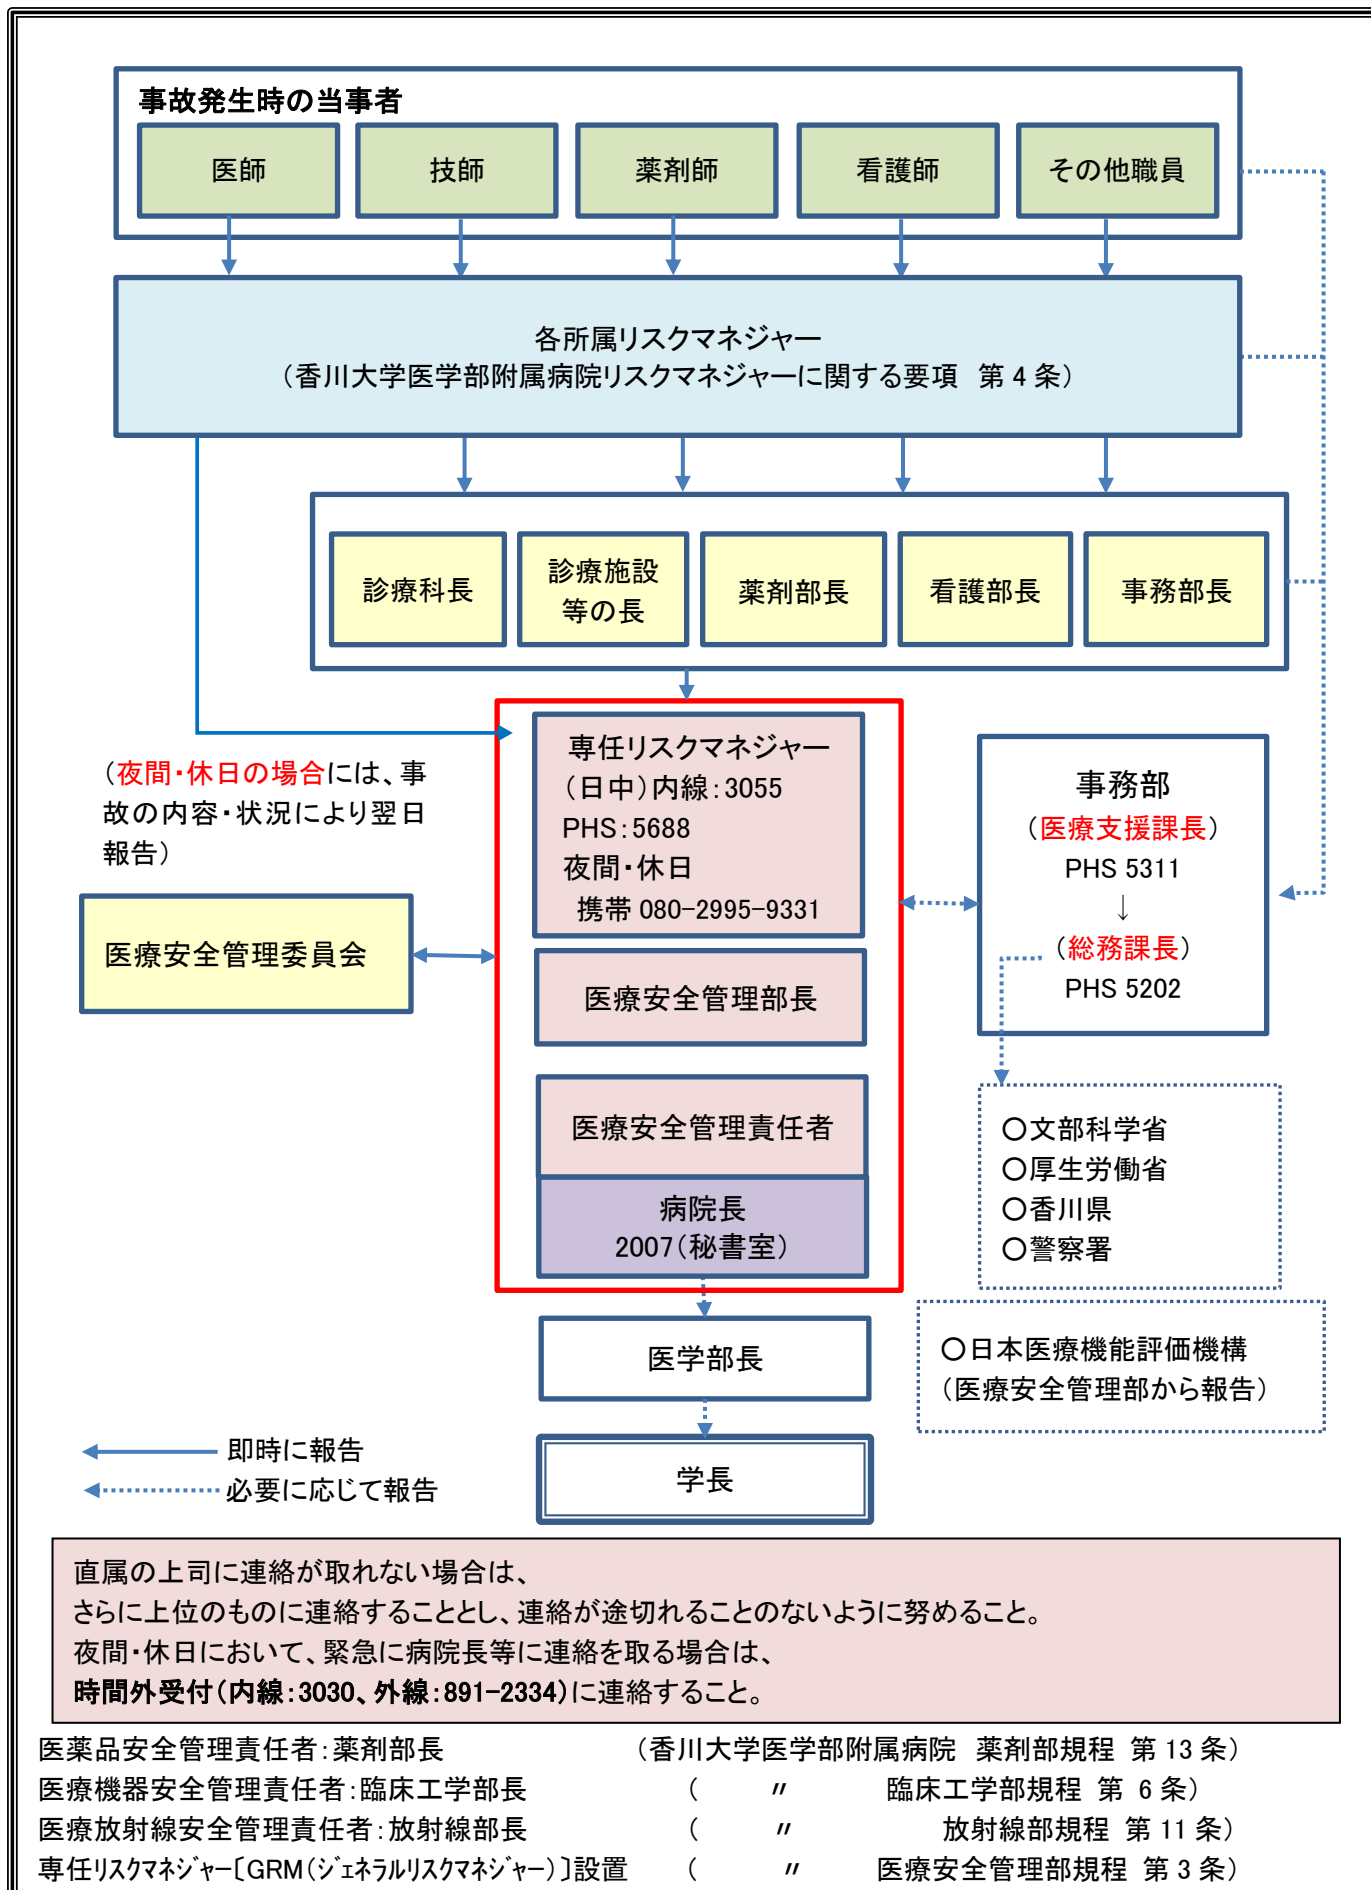 事故発生時の当事者
医師
技師
薬剤師
看護師
その他職員
各所属リスクマネジャー
（香川大学医学部附属病院リスクマネジャーに関する要項 第4条）
診療科長
診療施設
等の長
薬剤部長
看護部長
事務部長
（夜間・休日の場合には、事
故の内容・状況により翌日
報告）
専任リスクマネジャー
（日中）内線：3055
PHS：5688
夜間・休日
携帯 080-2995-9331
事務部
（医療支援課長）
PHS 5311
↓
（総務課長）
PHS 5202
医療安全管理委員会
医療安全管理部長
医療安全管理責任者
病院長
2007（秘書室）
〇文部科学省
〇厚生労働省
〇香川県
〇警察署
医学部長
〇日本医療機能評価機構
（医療安全管理部から報告）
学長
即時に報告
必要に応じて報告
直属の上司に連絡が取れない場合は、
さらに上位のものに連絡することとし、連絡が途切れることのないように努めること。
夜間・休日において、緊急に病院長等に連絡を取る場合は、
時間外受付（内線：3030、外線：891-2334）に連絡すること。
医薬品安全管理責任者：薬剤部長 （香川大学医学部附属病院 薬剤部規程 第13条）
医療機器安全管理責任者：臨床工学部長 （ 〃 臨床工学部規程 第 6条）
医療放射線安全管理責任者：放射線部長 （ 〃 放射線部規程 第11条）
専任ﾘｽｸﾏﾈｼﾞｬｰ〔GRM（ｼﾞｪﾈﾗﾙﾘｽｸﾏﾈｼﾞｬｰ）〕設置 （ 〃 医療安全管理部規程 第3条）